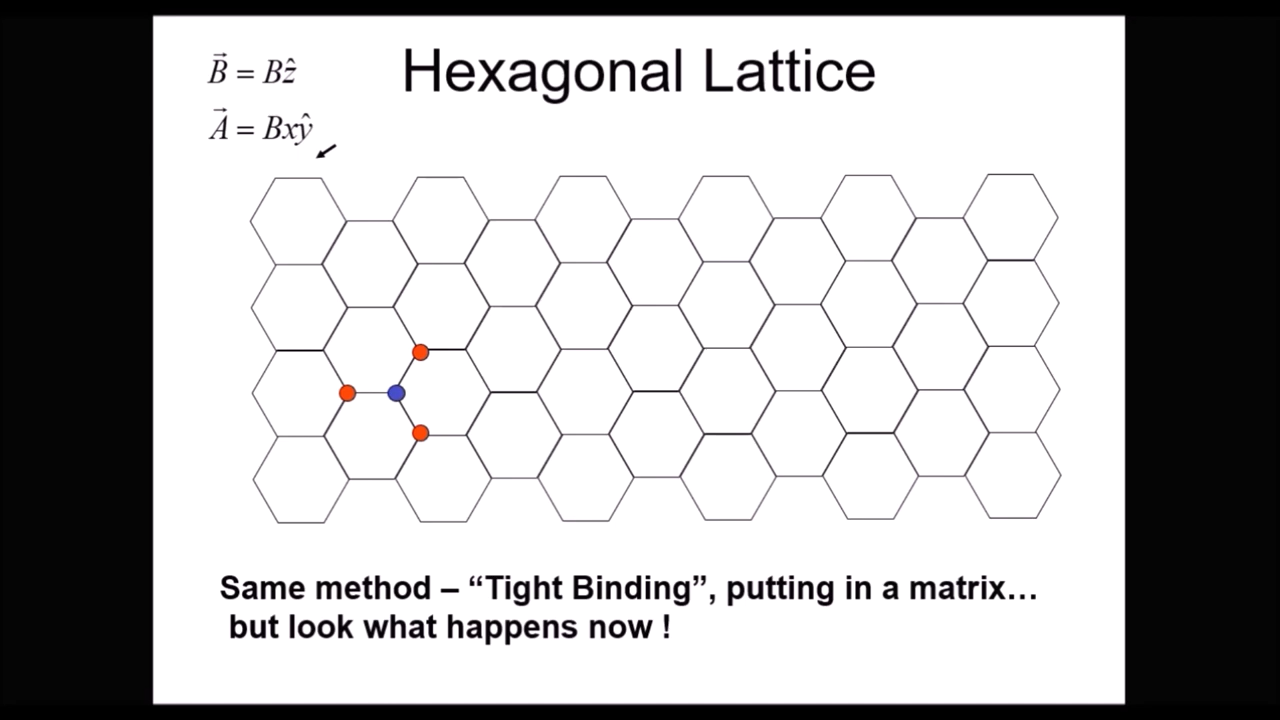 B⃗ = Bẑ
Hexagonal Lattice
A⃗ = Bxŷ
Same method – “Tight Binding”, putting in a matrix…
but look what happens now !